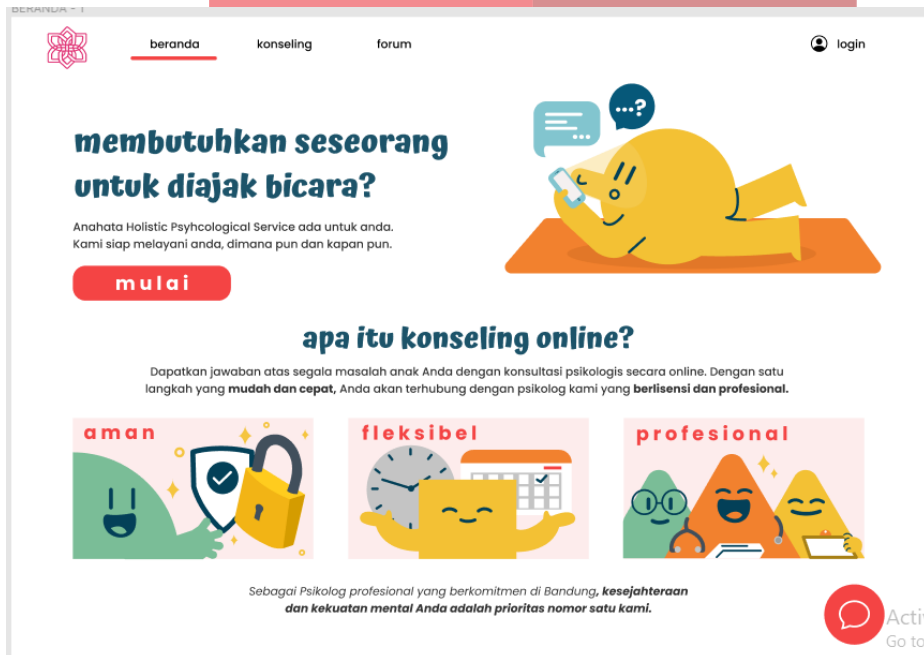 BERANDA - 1
beranda konseling forum login
...?
membutuhkan seseorang
untuk diajak bicara?
Anahata Holistic Psyhcological Service ada untuk anda.
Kami siap melayani anda, dimana pun dan kapan pun.
mulai
apa itu konseling online?
Dapatkan jawaban atas segala masalah anak Anda dengan konsultasi psikologis secara online. Dengan satu
langkah yang mudah dan cepat, Anda akan terhubung dengan psikolog kami yang berlisensi dan profesional.
aman fleksibel profesional
Sebagai Psikolog profesional yang berkomitmen di Bandung, kesejahteraan
dan kekuatan mental Anda adalah prioritas nomor satu kami.
Go to